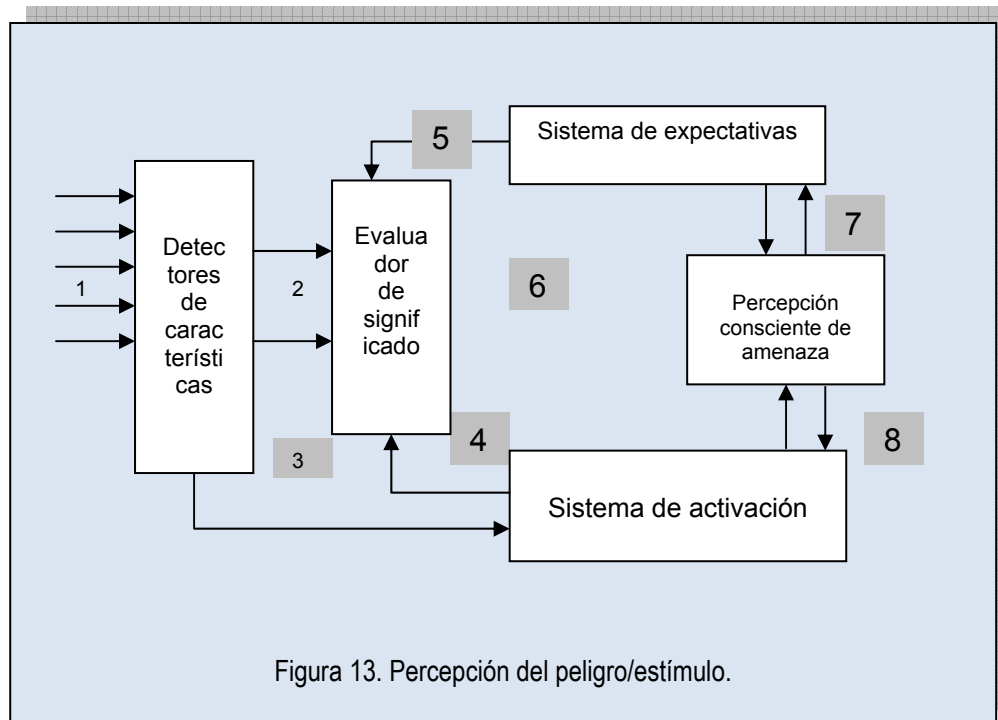 5
Sistema de expectativas
1
Detec
tores
de
carac
terísti
cas
2
Evalua
dor
de
signif
icado
6
7
Percepción
consciente de
amenaza
3
4
8
Sistema de activación
Figura 13. Percepción del peligro/estímulo.